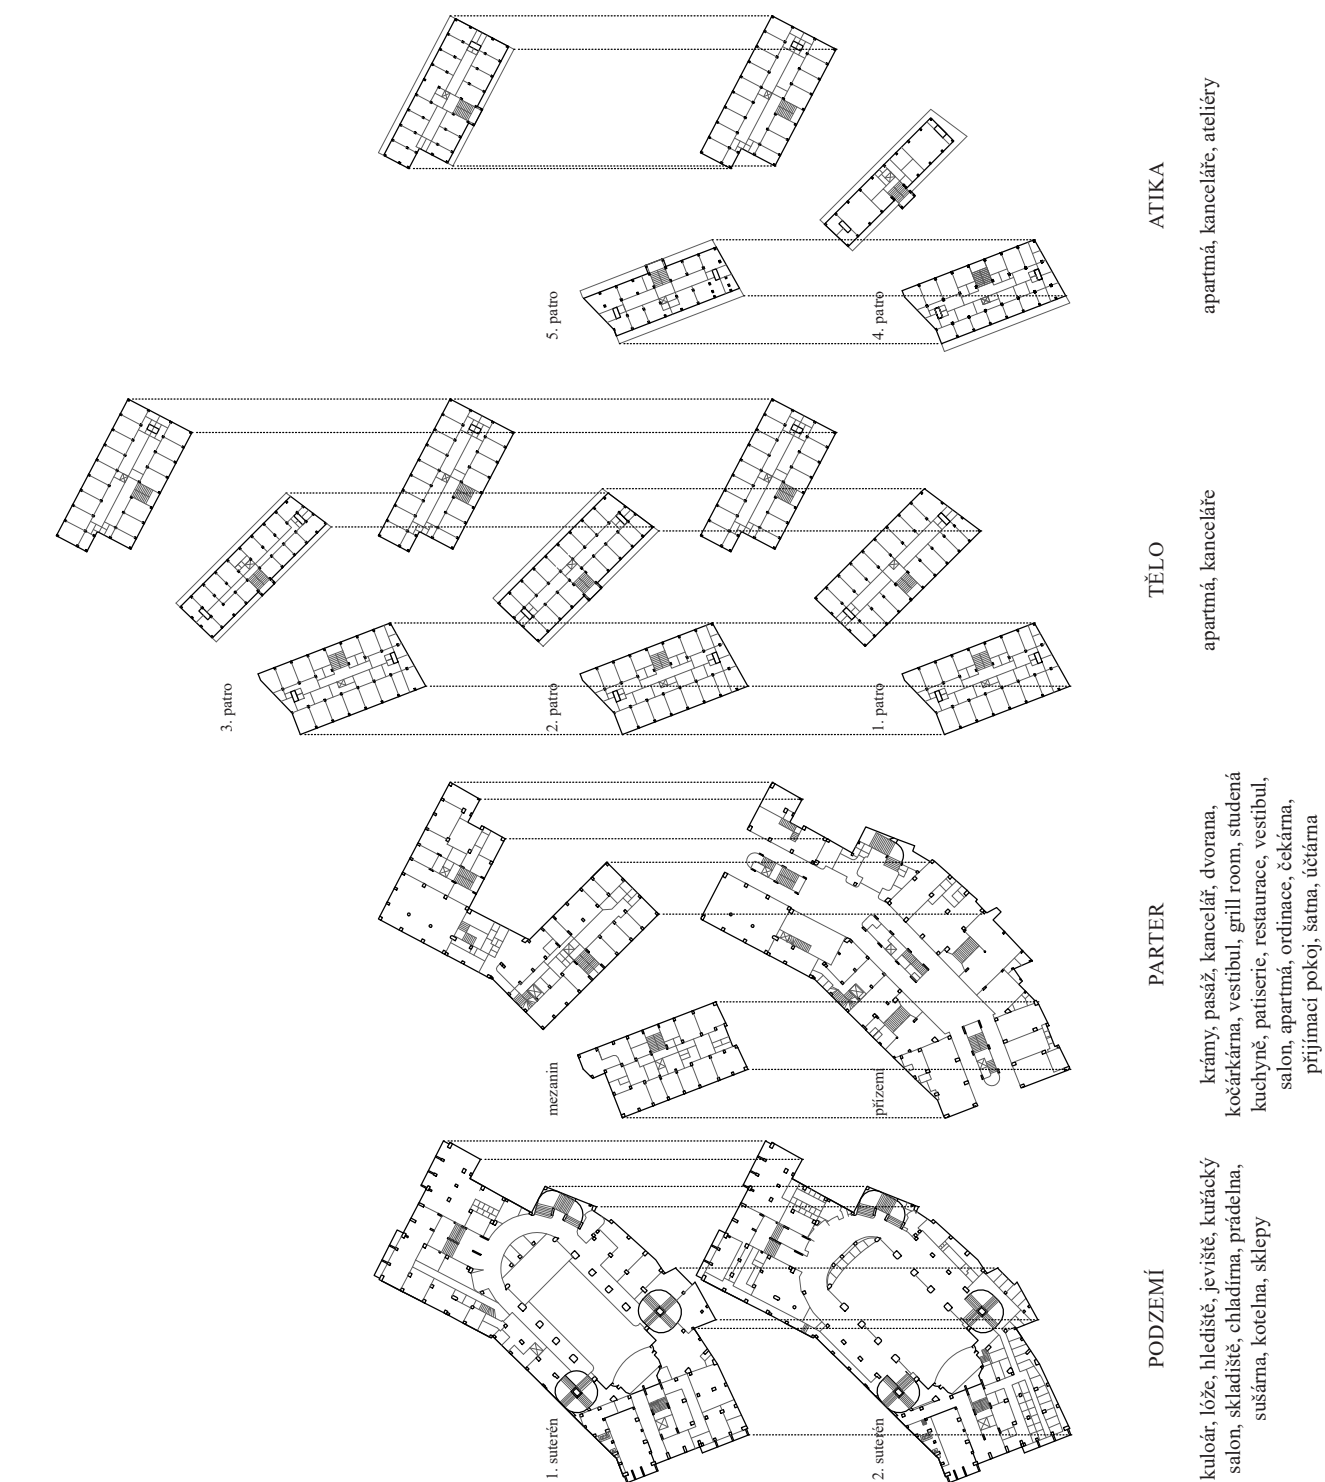 3. patro
1. suterén
mezanin
2. patro
5. patro
2. suterén
přízemí
1. patro
4. patro
PODZEMÍ
kuloár, lóže, hlediště, jeviště, kuřácký
salon, skladiště, chladírna, prádelna,
sušárna, kotelna, sklepy
PARTER
krámy, pasáž, kancelář, dvorana,
kočárkárna, vestibul, grill room, studená
kuchyně, patiserie, restaurace, vestibul,
salon, apartmá, ordinace, čekárna,
přijímací pokoj, šatna, účtárna
TĚLO
apartmá, kanceláře
ATIKA
apartmá, kanceláře, ateliéry